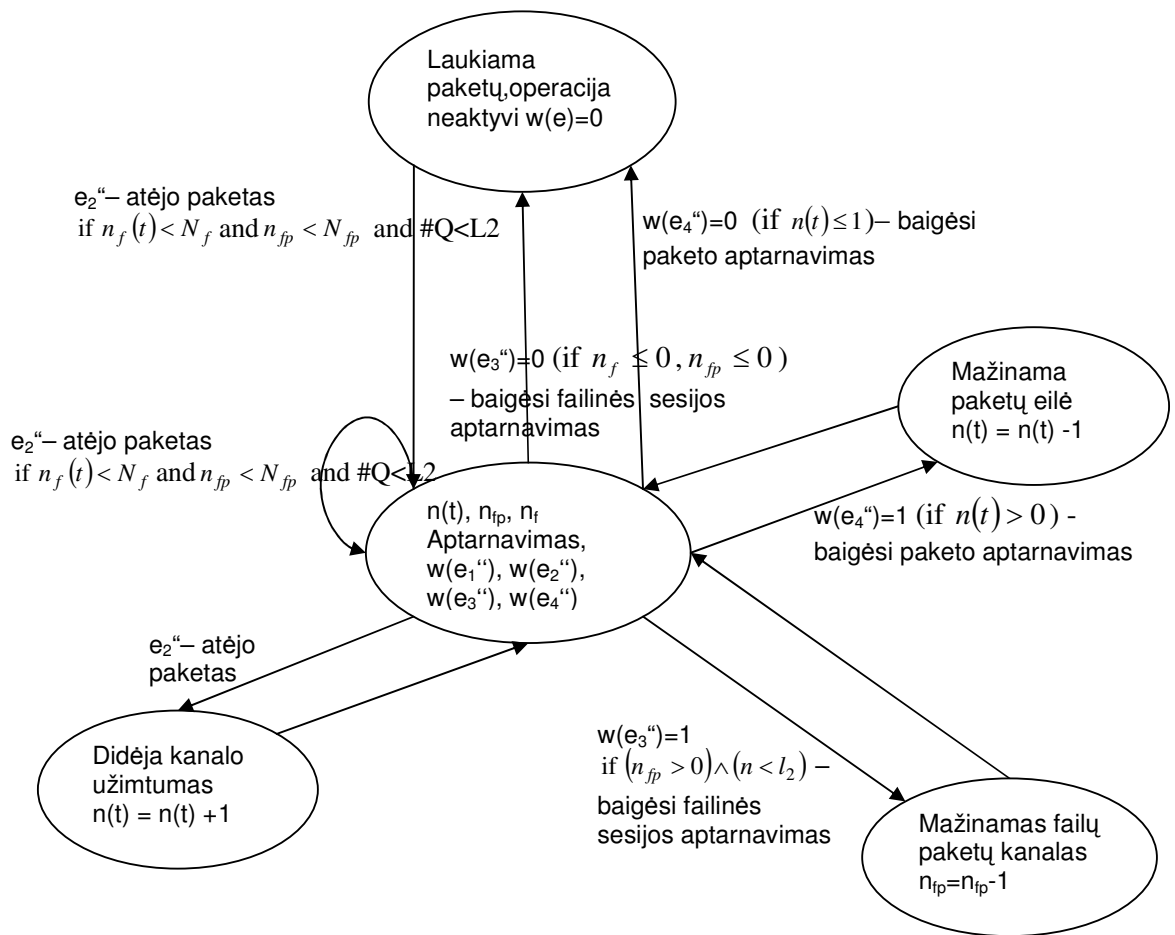 Laukiama
paketų,operacija
neaktyvi w(e)=0
e₂“– atėjo paketas
if n_f(t) < N_f and n_fp < N_fp and #Q<L2
w(e₄“)=0 (if n(t) ≤ 1)– baigėsi
paketo aptarnavimas
w(e₃“)=0 (if n_f ≤ 0, n_fp ≤ 0)
– baigėsi failinės sesijos
aptarnavimas
Mažinama
paketų eilė
n(t) = n(t) -1
e₂“– atėjo paketas
if n_f(t) < N_f and n_fp < N_fp and #Q<L2
n(t), n_fp, n_f
Aptarnavimas,
w(e₁‘‘), w(e₂‘‘),
w(e₃‘‘), w(e₄‘‘)
w(e₄“)=1 (if n(t) > 0) -
baigėsi paketo aptarnavimas
e₂“– atėjo
paketas
Didėja kanalo
užimtumas
n(t) = n(t) +1
w(e₃“)=1
if (n_fp > 0)∧(n < l₂) –
baigėsi failinės
sesijos aptarnavimas
Mažinamas failų
paketų kanalas
n_fp=n_fp-1